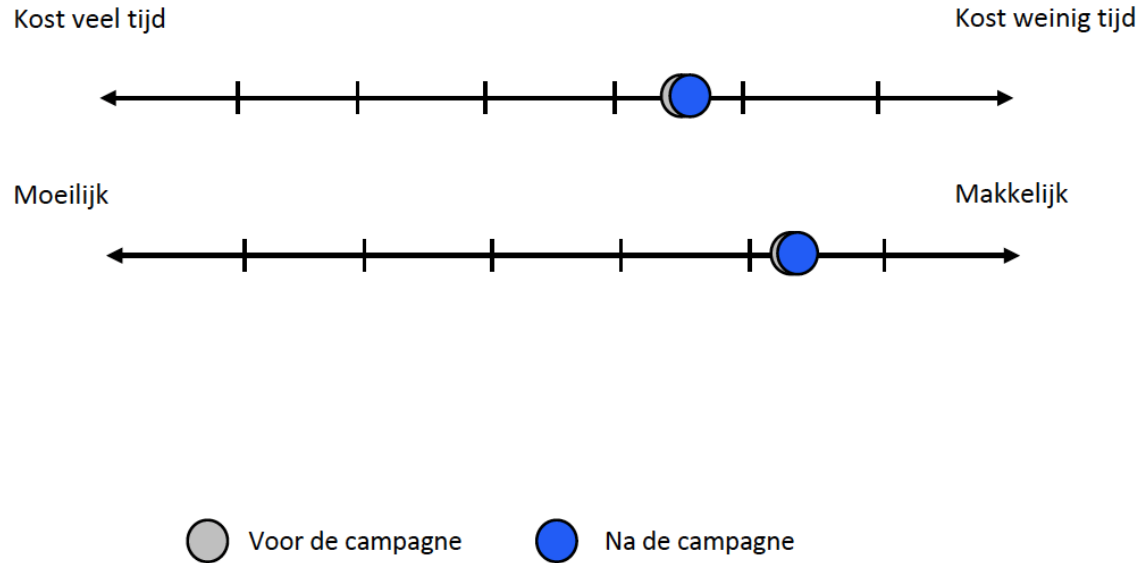 Kost veel tijd
Kost weinig tijd
Moeilijk
Makkelijk
Voor de campagne
Na de campagne